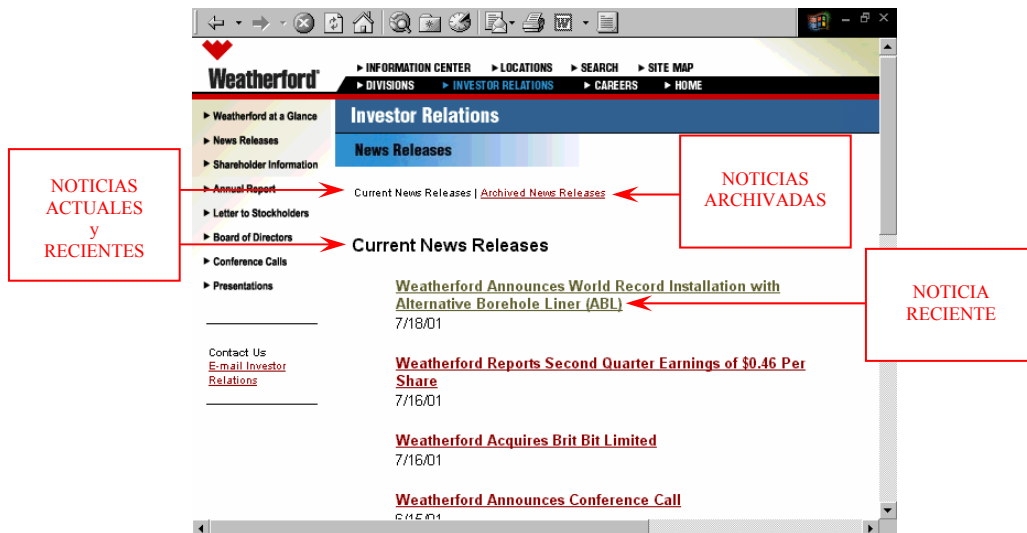 Weatherford
INFORMATION CENTER LOCATIONS SEARCH SITE MAP
DIVISIONS INVESTOR RELATIONS CAREERS HOME
Weatherford at a Glance
News Releases
Shareholder Information
Annual Report
Letter to Stockholders
Board of Directors
Conference Calls
Presentations
Contact Us
E-mail Investor
Relations
Investor Relations
News Releases
Current News Releases | Archived News Releases
Current News Releases
Weatherford Announces World Record Installation with
Alternative Borehole Liner (ABL)
7/18/01
Weatherford Reports Second Quarter Earnings of $0.46 Per
Share
7/16/01
Weatherford Acquires Brit Bit Limited
7/16/01
Weatherford Announces Conference Call
6/15/01
NOTICIAS
ACTUALES
y
RECIENTES
NOTICIAS
ARCHIVADAS
NOTICIA
RECIENTE